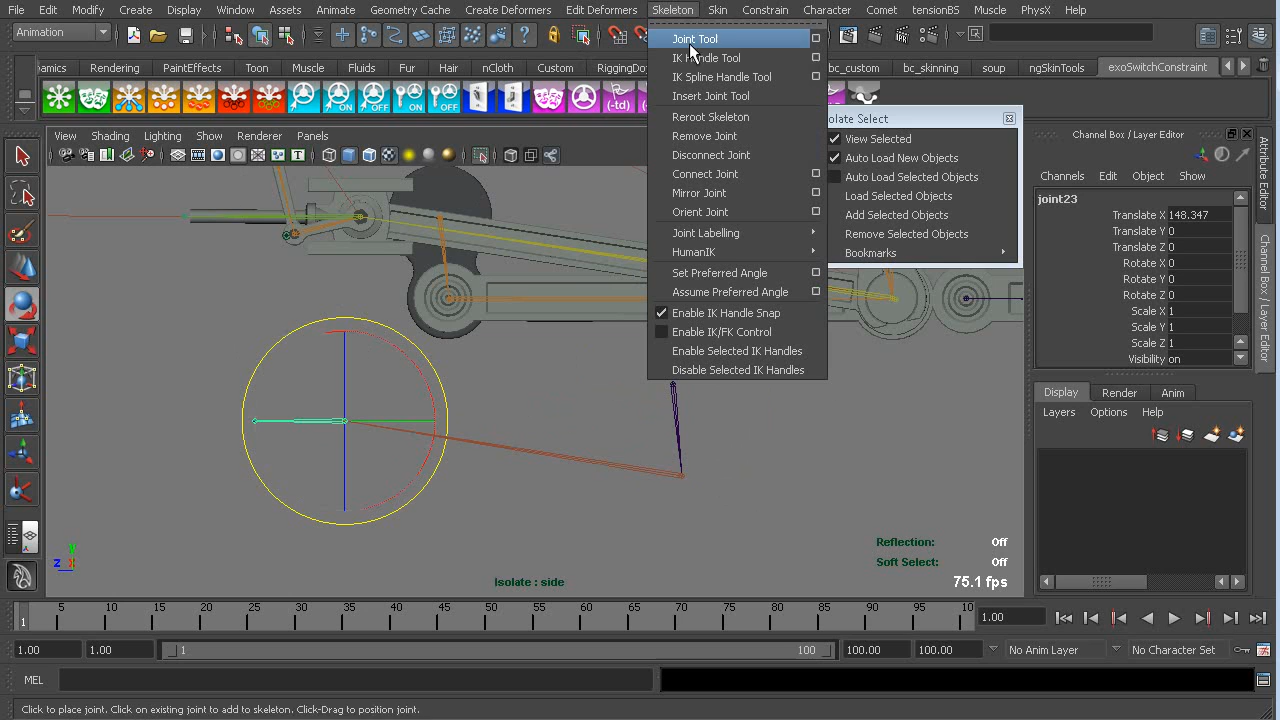 File Edit Modify Create Display Window Assets Animate Geometry Cache Create Deformers Edit Deformers Skeleton Skin Constrain Character Comet tensionBS Muscle PhysX Help
Animation
Rendering PaintEffects Toon Muscle Fluids Fur Hair nCloth Custom bc_custom bc_skinning soup ngSkinTools exoSwitchConstraint
ON OFF ON OFF (-td)
View Shading Lighting Show Renderer Panels
Joint Tool
IK Handle Tool
IK Spline Handle Tool
Insert Joint Tool
Reroot Skeleton
Remove Joint
Disconnect Joint
Connect Joint
Mirror Joint
Orient Joint
Joint Labelling
HumanIK
Set Preferred Angle
Assume Preferred Angle
Enable IK Handle Snap
Enable IK/FK Control
Enable Selected IK Handles
Disable Selected IK Handles
olate Select
View Selected
Auto Load New Objects
Auto Load Selected Objects
Load Selected Objects
Add Selected Objects
Remove Selected Objects
Bookmarks
Channel Box / Layer Editor
Channels Edit Object Show
joint23
Translate X 148.347
Translate Y 0
Translate Z 0
Rotate X 0
Rotate Y 0
Rotate Z 0
Scale X 1
Scale Y 1
Scale Z 1
Visibility on
Attribute Editor
Channel Box / Layer Editor
Display Render Anim
Layers Options Help
Reflection: Off
Soft Select: Off
75.1 fps
Isolate : side
y
z x
1 5 10 15 20 25 30 35 40 45 50 55 60 65 70 75 80 85 90 95 10 1.00
1.00 1.00 1 100 100.00 100.00 No Anim Layer No Character Set
MEL
Click to place joint. Click on existing joint to add to skeleton. Click-Drag to position joint.